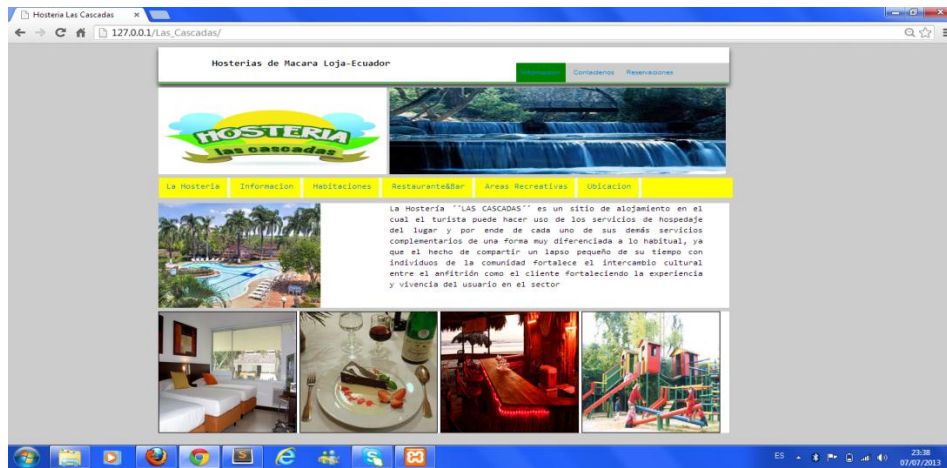 Hosteria Las Cascadas
127.0.0.1/Las_Cascadas/
Hosterias de Macara Loja-Ecuador
Informacion Contactenos Reservaciones
HOSTERIA
las cascadas
La Hostería Informacion Habitaciones Restaurante&Bar Areas Recreativas Ubicacion
La Hostería ´´LAS CASCADAS´´ es un sitio de alojamiento en el
cual el turista puede hacer uso de los servicios de hospedaje
del lugar y por ende de cada uno de sus demás servicios
complementarios de una forma muy diferenciada a lo habitual, ya
que el hecho de compartir un lapso pequeño de su tiempo con
individuos de la comunidad fortalece el intercambio cultural
entre el anfitrión como el cliente fortaleciendo la experiencia
y vivencia del usuario en el sector
ES
23:38
07/07/2013